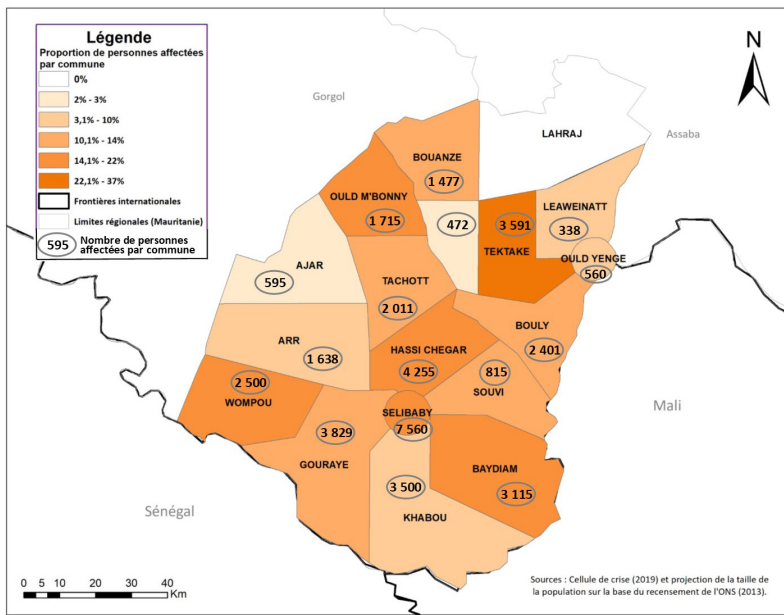 Légende
Proportion de personnes affectées
par commune
0%
2% - 3%
3,1% - 10%
10,1% - 14%
14,1% - 22%
22,1% - 37%
Frontières internationales
Limites régionales (Mauritanie)
595 Nombre de personnes
affectées par commune
N
Gorgol
Assaba
LAHRAJ
BOUANZE
1 477
OULD M'BONNY
1 715
472
3 591
TEKTAKE
LEAWEINATT
338
OULD YENGE
560
AJAR
595
TACHOTT
2 011
BOULY
2 401
ARR
1 638
HASSI CHEGAR
4 255
815
SOUVI
2 500
WOMPOU
SELIBABY
7 560
Mali
3 829
GOURAYE
BAYDIAM
3 115
3 500
KHABOU
Sénégal
0 5 10 20 30 40
Km
Sources : Cellule de crise (2019) et projection de la taille de
la population sur la base du recensement de l'ONS (2013).